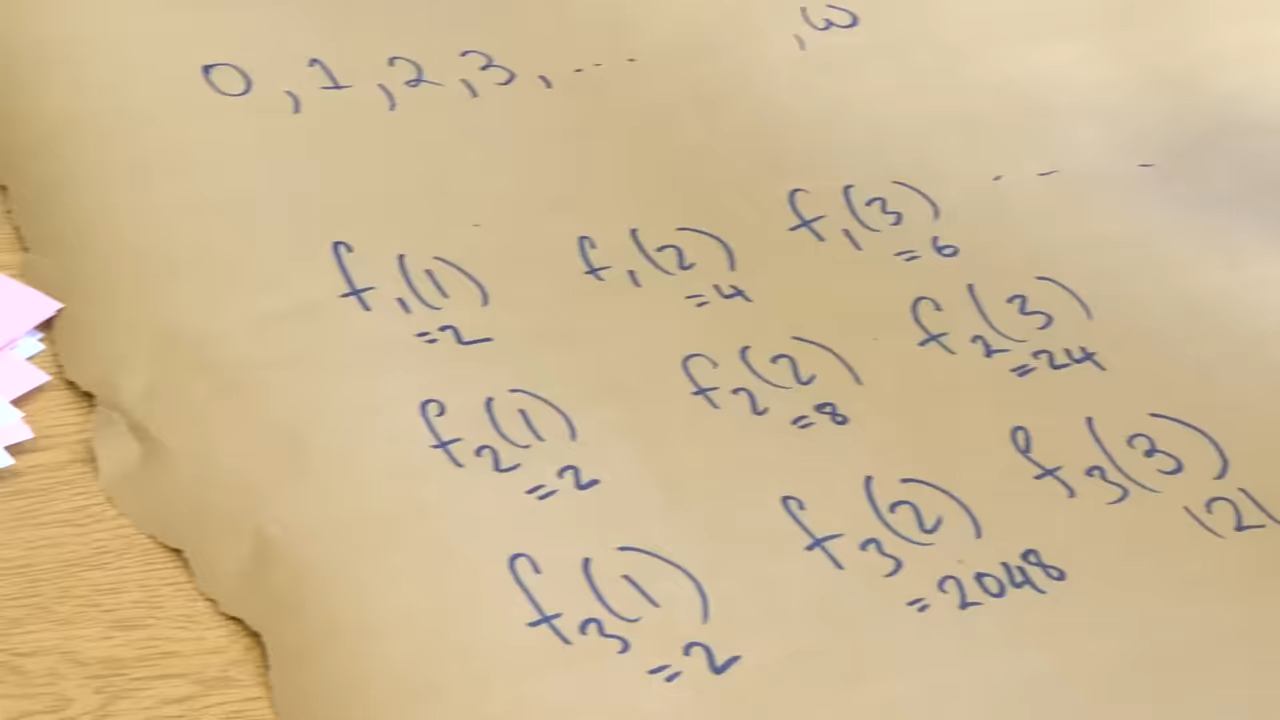 0, 1, 2, 3, ... , ω
f₁(1) f₁(2) f₁(3) ...
=2 =4 =6
f₂(1) f₂(2) f₂(3)
=2 =8 =24
f₃(1) f₃(2) f₃(3)
=2 =2048 121